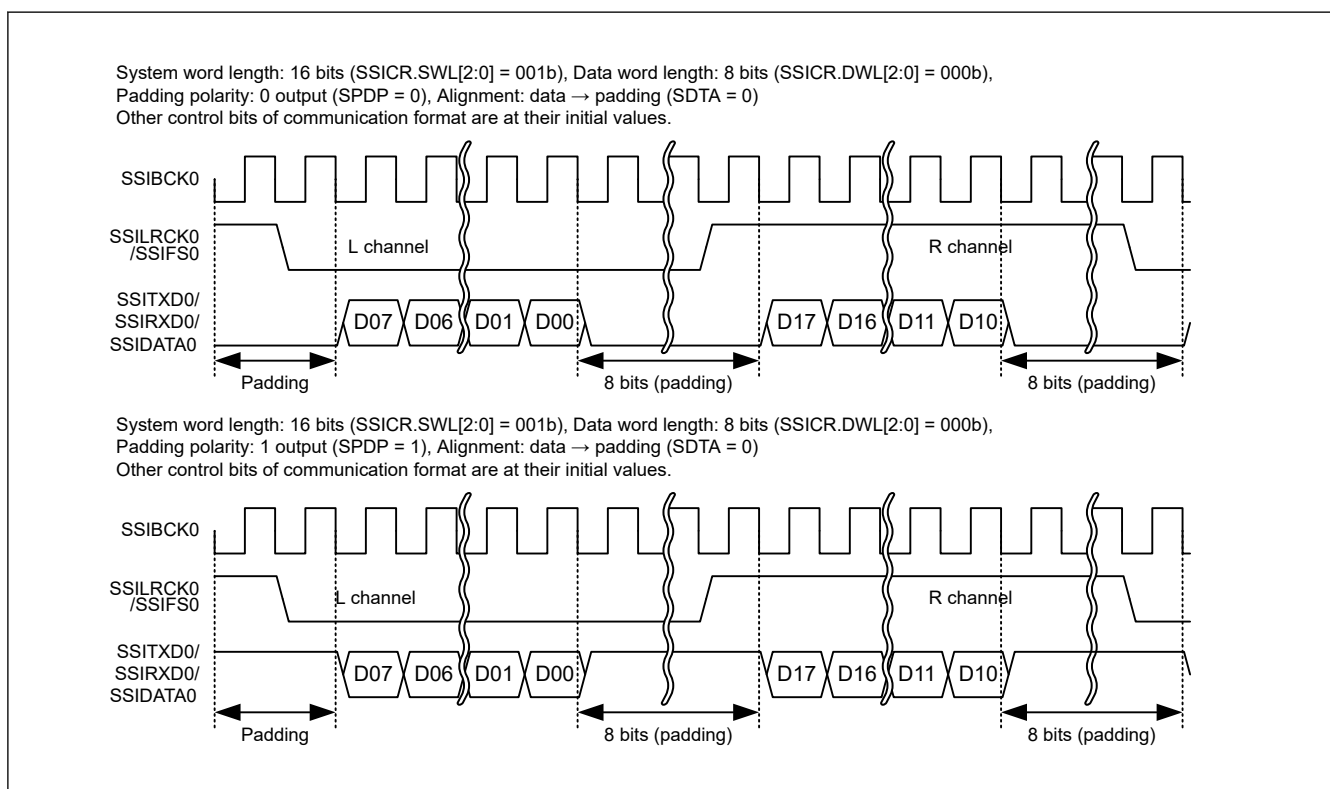 System word length: 16 bits (SSICR.SWL[2:0] = 001b), Data word length: 8 bits (SSICR.DWL[2:0] = 000b),
Padding polarity: 0 output (SPDP = 0), Alignment: data → padding (SDTA = 0)
Other control bits of communication format are at their initial values.
SSIBCK0
SSILRCK0
/SSIFS0
L channel
R channel
SSITXD0/
SSIRXD0/
SSIDATA0
D07 D06 D01 D00 D17 D16 D11 D10
Padding
8 bits (padding)
8 bits (padding)
System word length: 16 bits (SSICR.SWL[2:0] = 001b), Data word length: 8 bits (SSICR.DWL[2:0] = 000b),
Padding polarity: 1 output (SPDP = 1), Alignment: data → padding (SDTA = 0)
Other control bits of communication format are at their initial values.
SSIBCK0
SSILRCK0
/SSIFS0
L channel
R channel
SSITXD0/
SSIRXD0/
SSIDATA0
D07 D06 D01 D00 D17 D16 D11 D10
Padding
8 bits (padding)
8 bits (padding)